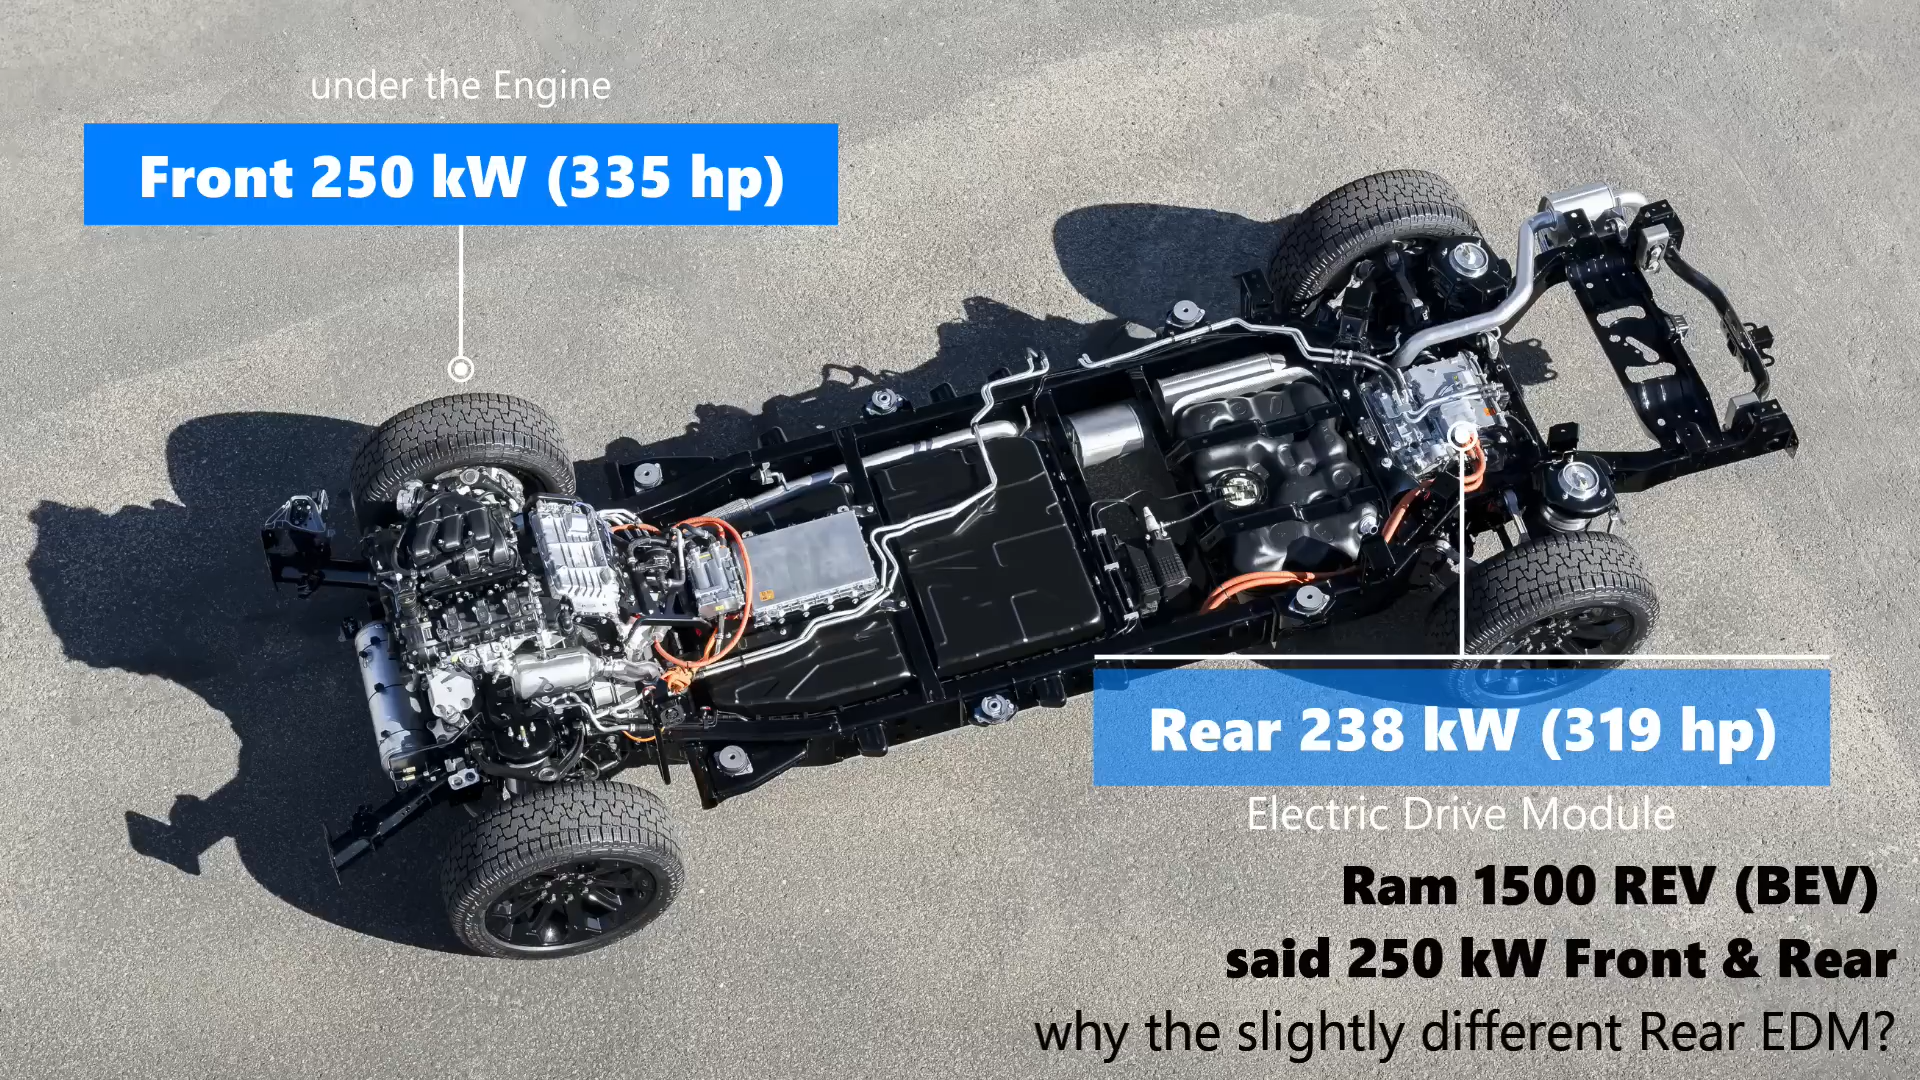 under the Engine
Front 250 kW (335 hp)
Rear 238 kW (319 hp)
Electric Drive Module
Ram 1500 REV (BEV)
said 250 kW Front & Rear
why the slightly different Rear EDM?